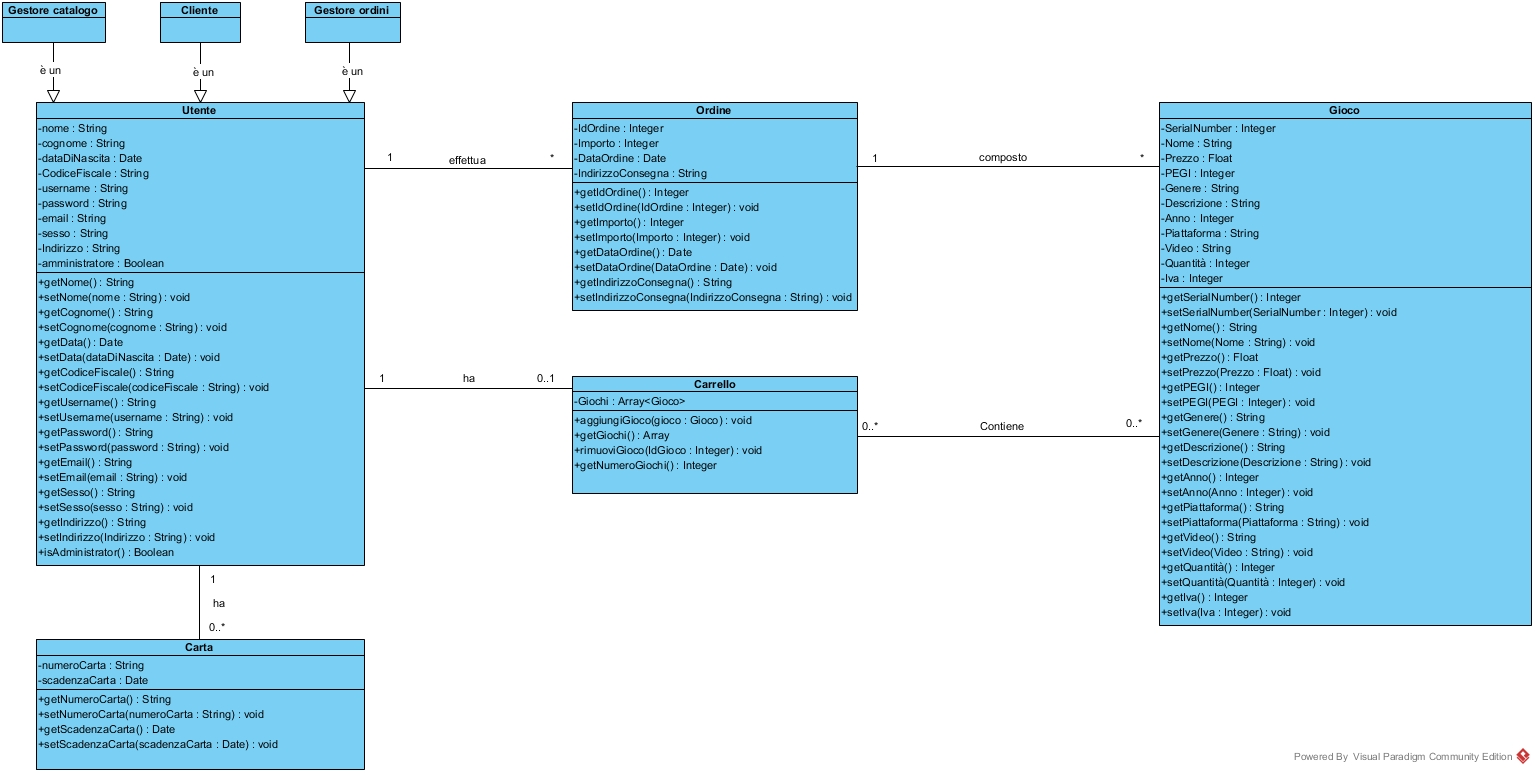 Gestore catalogo
Cliente
Gestore ordini
è un
è un
è un
Utente
-nome : String
-cognome : String
-dataDiNascita : Date
-CodiceFiscale : String
-username : String
-password : String
-email : String
-sesso : String
-Indirizzo : String
-amministratore : Boolean
+getNome() : String
+setNome(nome : String) : void
+getCognome() : String
+setCognome(cognome : String) : void
+getData() : Date
+setData(dataDiNascita : Date) : void
+getCodiceFiscale() : String
+setCodiceFiscale(codiceFiscale : String) : void
+getUsername() : String
+setUsername(username : String) : void
+getPassword() : String
+setPassword(password : String) : void
+getEmail() : String
+setEmail(email : String) : void
+getSesso() : String
+setSesso(sesso : String) : void
+getIndirizzo() : String
+setIndirizzo(Indirizzo : String) : void
+isAdministrator() : Boolean
1
effettua
*
Ordine
-IdOrdine : Integer
-Importo : Integer
-DataOrdine : Date
-IndirizzoConsegna : String
+getIdOrdine() : Integer
+setIdOrdine(IdOrdine : Integer) : void
+getImporto() : Integer
+setImporto(Importo : Integer) : void
+getDataOrdine() : Date
+setDataOrdine(DataOrdine : Date) : void
+getIndirizzoConsegna() : String
+setIndirizzoConsegna(IndirizzoConsegna : String) : void
1
composto
*
Gioco
-SerialNumber : Integer
-Nome : String
-Prezzo : Float
-PEGI : Integer
-Genere : String
-Descrizione : String
-Anno : Integer
-Piattaforma : String
-Video : String
-Quantità : Integer
-Iva : Integer
+getSerialNumber() : Integer
+setSerialNumber(SerialNumber : Integer) : void
+getNome() : String
+setNome(Nome : String) : void
+getPrezzo() : Float
+setPrezzo(Prezzo : Float) : void
+getPEGI() : Integer
+setPEGI(PEGI : Integer) : void
+getGenere() : String
+setGenere(Genere : String) : void
+getDescrizione() : String
+setDescrizione(Descrizione : String) : void
+getAnno() : Integer
+setAnno(Anno : Integer) : void
+getPiattaforma() : String
+setPiattaforma(Piattaforma : String) : void
+getVideo() : String
+setVideo(Video : String) : void
+getQuantità() : Integer
+setQuantità(Quantità : Integer) : void
+getIva() : Integer
+setIva(Iva : Integer) : void
1
ha
0..1
Carrello
-Giochi : Array<Gioco>
+aggiungiGioco(gioco : Gioco) : void
+getGiochi() : Array
+rimuoviGioco(IdGioco : Integer) : void
+getNumeroGiochi() : Integer
0..*
Contiene
0..*
1
ha
0..*
Carta
-numeroCarta : String
-scadenzaCarta : Date
+getNumeroCarta() : String
+setNumeroCarta(numeroCarta : String) : void
+getScadenzaCarta() : Date
+setScadenzaCarta(scadenzaCarta : Date) : void
Powered By Visual Paradigm Community Edition